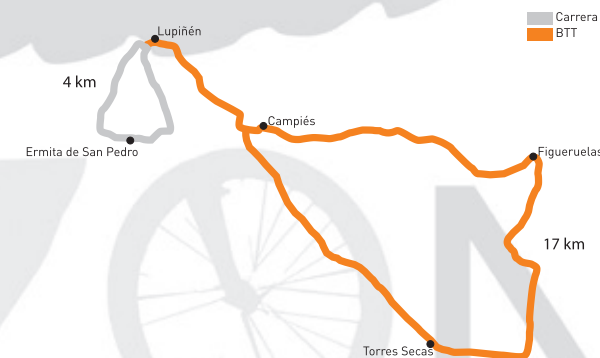 Carrera
BTT
Lupiñén
4 km
Campiés
Ermita de San Pedro
Figueruelas
17 km
Torres Secas